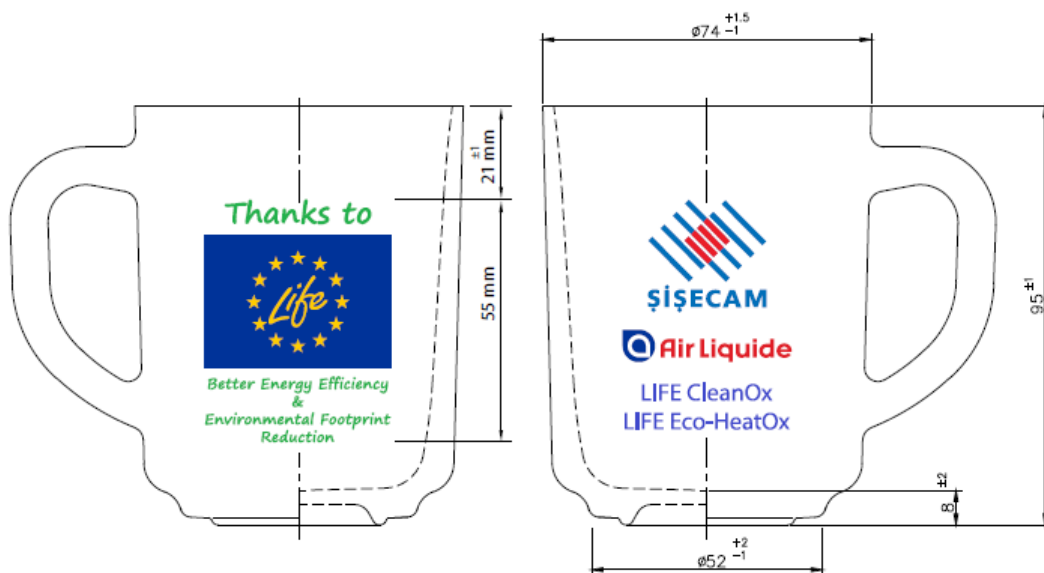 Thanks to
Life
Better Energy Efficiency
&
Environmental Footprint
Reduction
±1
21 mm
55 mm
+1.5
ø74 -1
ŞİŞECAM
Air Liquide
LIFE CleanOx
LIFE Eco-HeatOx
95 ±1
8 ±2
+2
ø52 -1